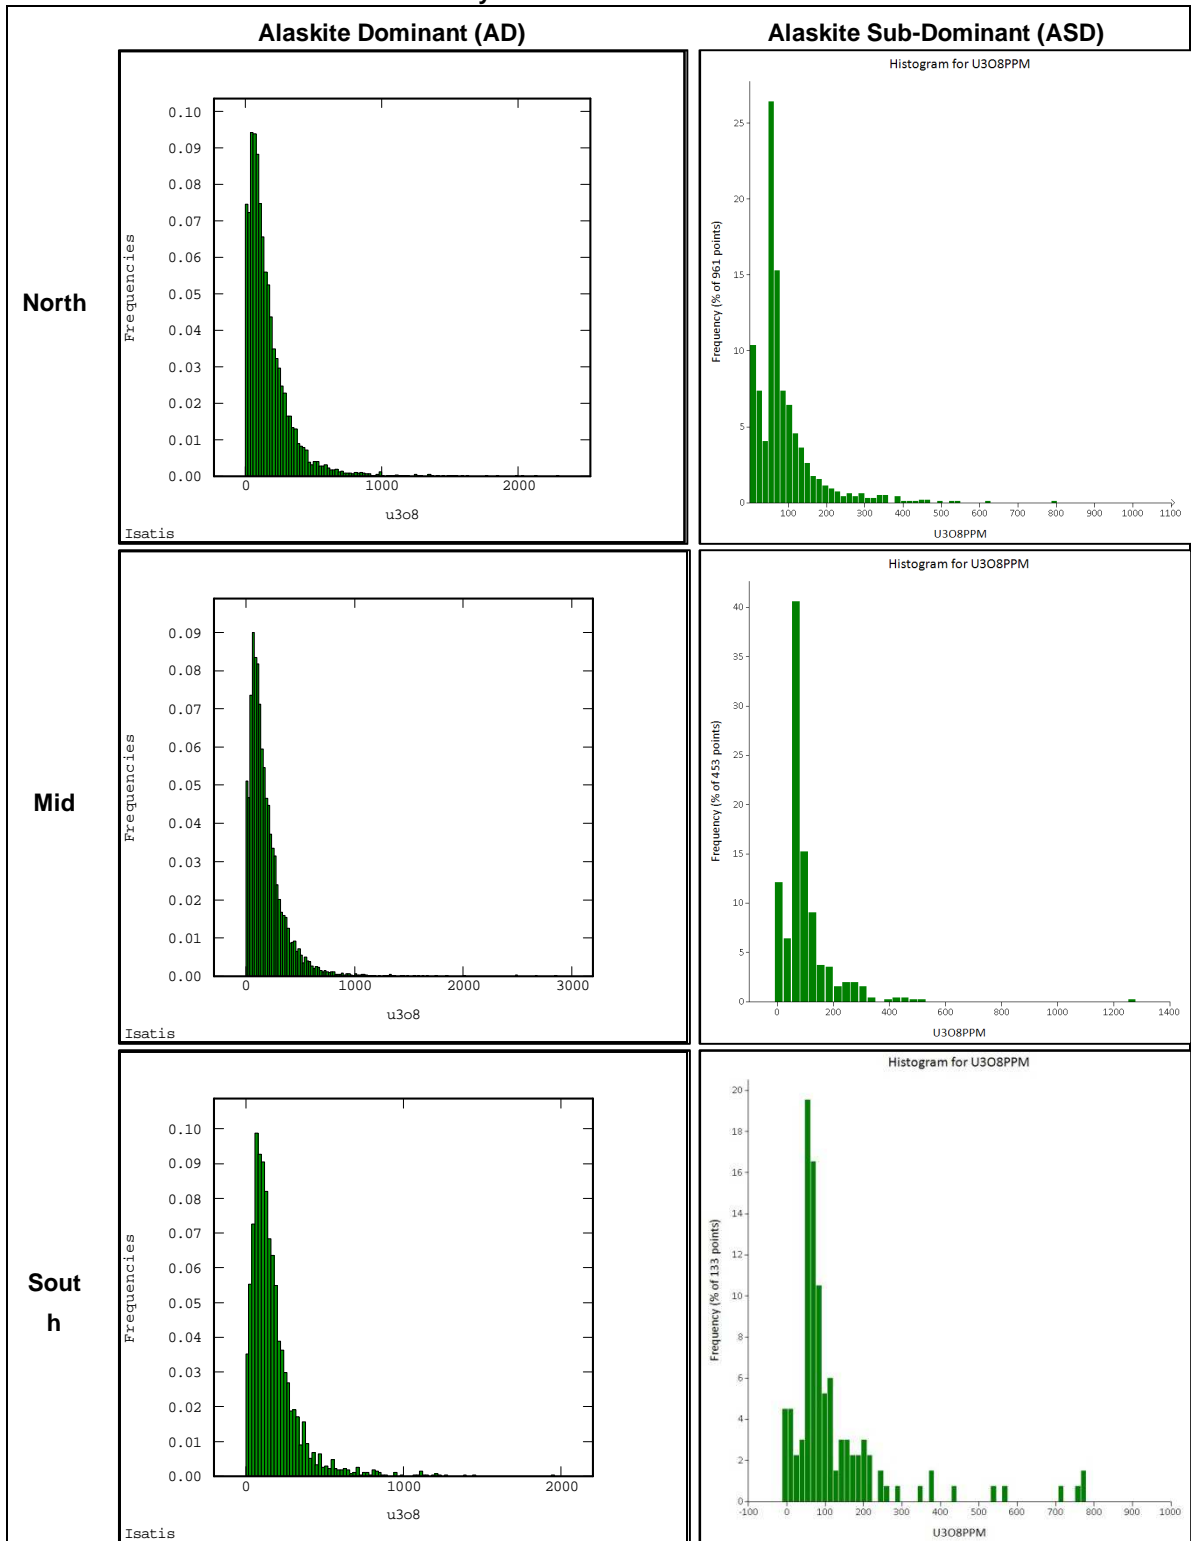 Alaskite Dominant (AD)
Alaskite Sub-Dominant (ASD)
North
0.10
0.09
0.08
0.07
0.06
0.05
0.04
0.03
0.02
0.01
0.00
Frequencies
0 1000 2000
u3o8
Isatis
Histogram for U3O8PPM
25
20
15
10
5
0
Frequency (% of 961 points)
100 200 300 400 500 600 700 800 900 1000 1100
U3O8PPM
Mid
0.09
0.08
0.07
0.06
0.05
0.04
0.03
0.02
0.01
0.00
Frequencies
0 1000 2000 3000
u3o8
Isatis
Histogram for U3O8PPM
40
35
30
25
20
15
10
5
0
Frequency (% of 453 points)
0 200 400 600 800 1000 1200 1400
U3O8PPM
Sout
h
0.10
0.09
0.08
0.07
0.06
0.05
0.04
0.03
0.02
0.01
0.00
Frequencies
0 1000 2000
u3o8
Isatis
Histogram for U3O8PPM
20
18
16
14
12
10
8
6
4
2
0
Frequency (% of 133 points)
-100 0 100 200 300 400 500 600 700 800 900 1000
U3O8PPM